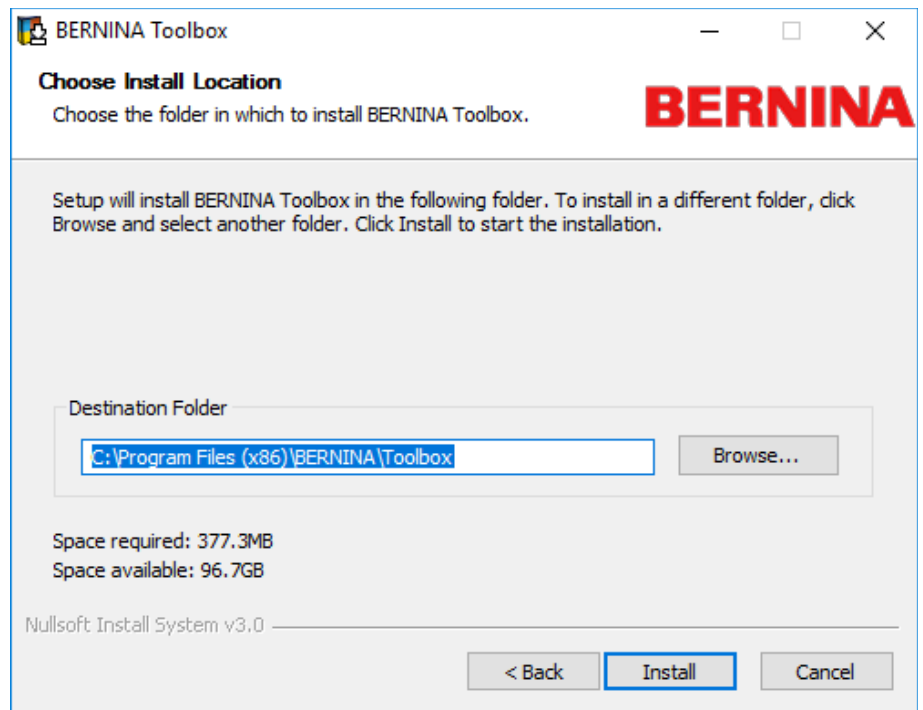 BERNINA Toolbox
Choose Install Location
Choose the folder in which to install BERNINA Toolbox.
BERNINA
Setup will install BERNINA Toolbox in the following folder. To install in a different folder, click
Browse and select another folder. Click Install to start the installation.
Destination Folder
C:\Program Files (x86)\BERNINA\Toolbox
Browse...
Space required: 377.3MB
Space available: 96.7GB
Nullsoft Install System v3.0
< Back
Install
Cancel